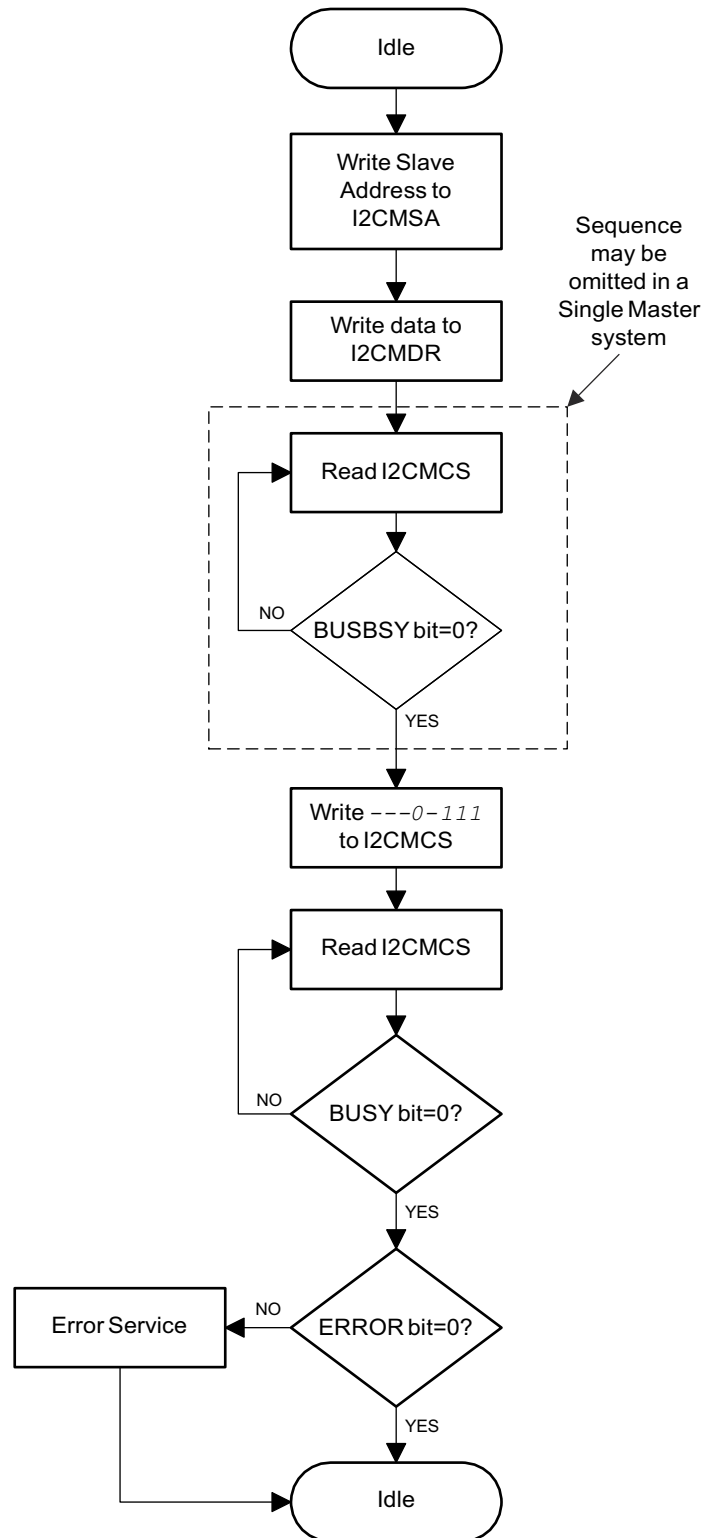 Idle
Write Slave
Address to
I2CMSA
Sequence
may be
omitted in a
Single Master
system
Write data to
I2CMDR
Read I2CMCS
NO
BUSBSY bit=0?
YES
Write ---0-111
to I2CMCS
Read I2CMCS
NO
BUSY bit=0?
YES
Error Service
NO
ERROR bit=0?
YES
Idle